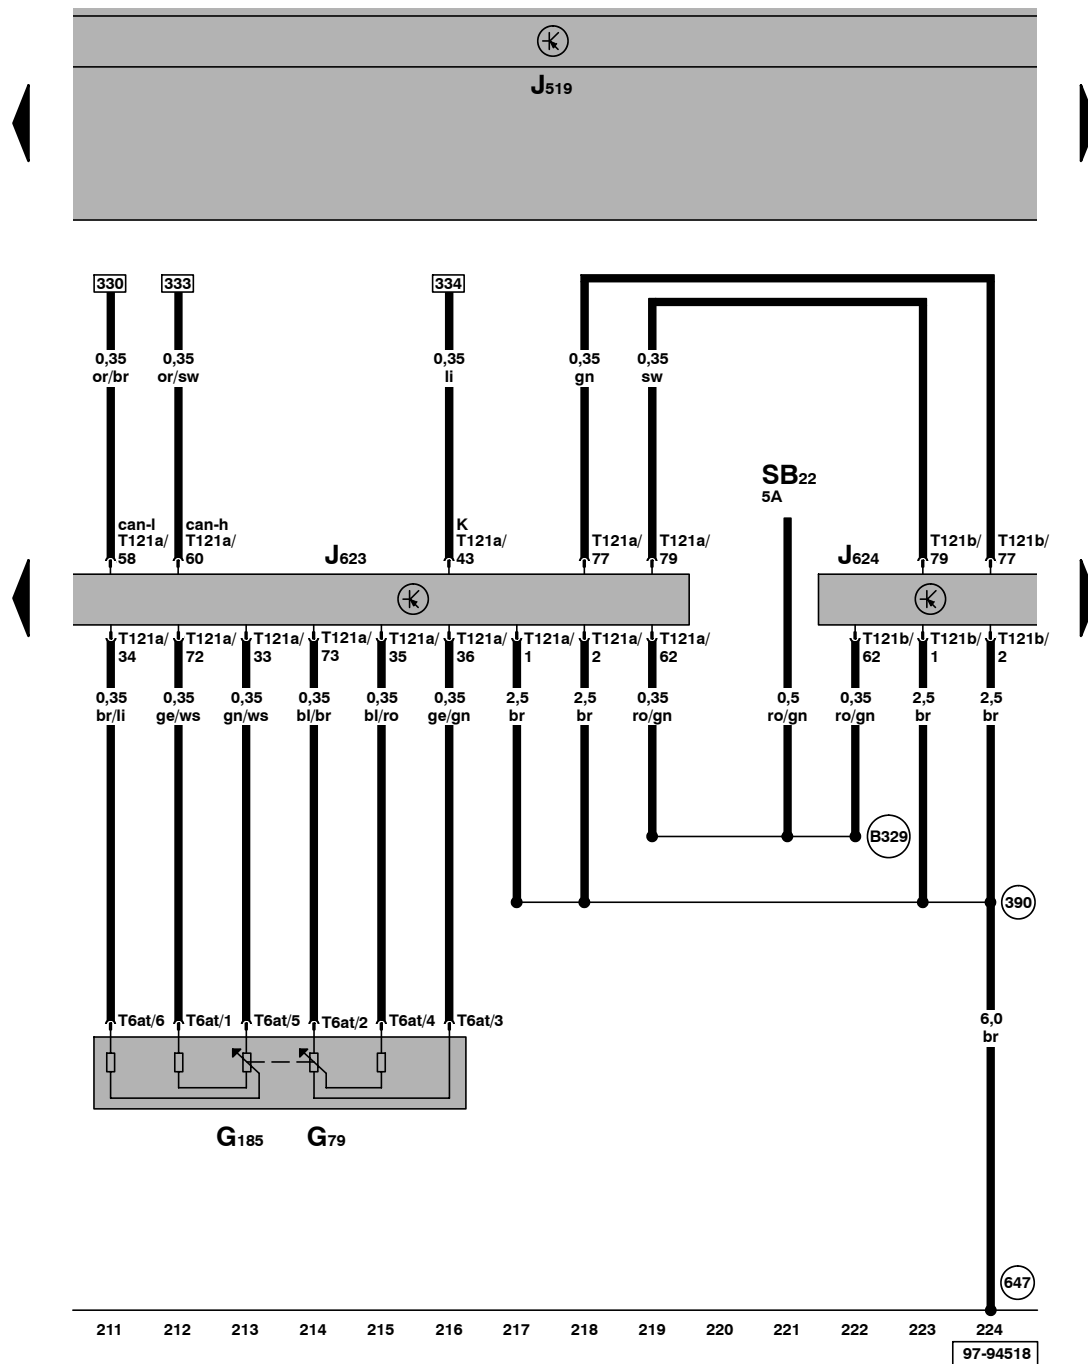 J519
330 333 334
0,35 0,35 0,35 0,35 0,35
or/br or/sw li gn sw
SB22
5A
can-l can-h K
T121a/ T121a/ T121a/ T121a/ T121a/ T121b/ T121b/
58 60 J623 43 77 79 J624 79 77
T121a/ T121a/ T121a/ T121a/ T121a/ T121a/ T121a/ T121a/ T121a/ T121b/ T121b/ T121b/
34 72 33 73 35 36 1 2 62 62 1 2
0,35 0,35 0,35 0,35 0,35 0,35 2,5 2,5 0,35 0,5 0,35 2,5 2,5
br/li ge/ws gn/ws bl/br bl/ro ge/gn br br ro/gn ro/gn ro/gn br br
B329
390
T6at/6 T6at/1 T6at/5 T6at/2 T6at/4 T6at/3
6,0
br
G185 G79
647
211 212 213 214 215 216 217 218 219 220 221 222 223 224
97-94518